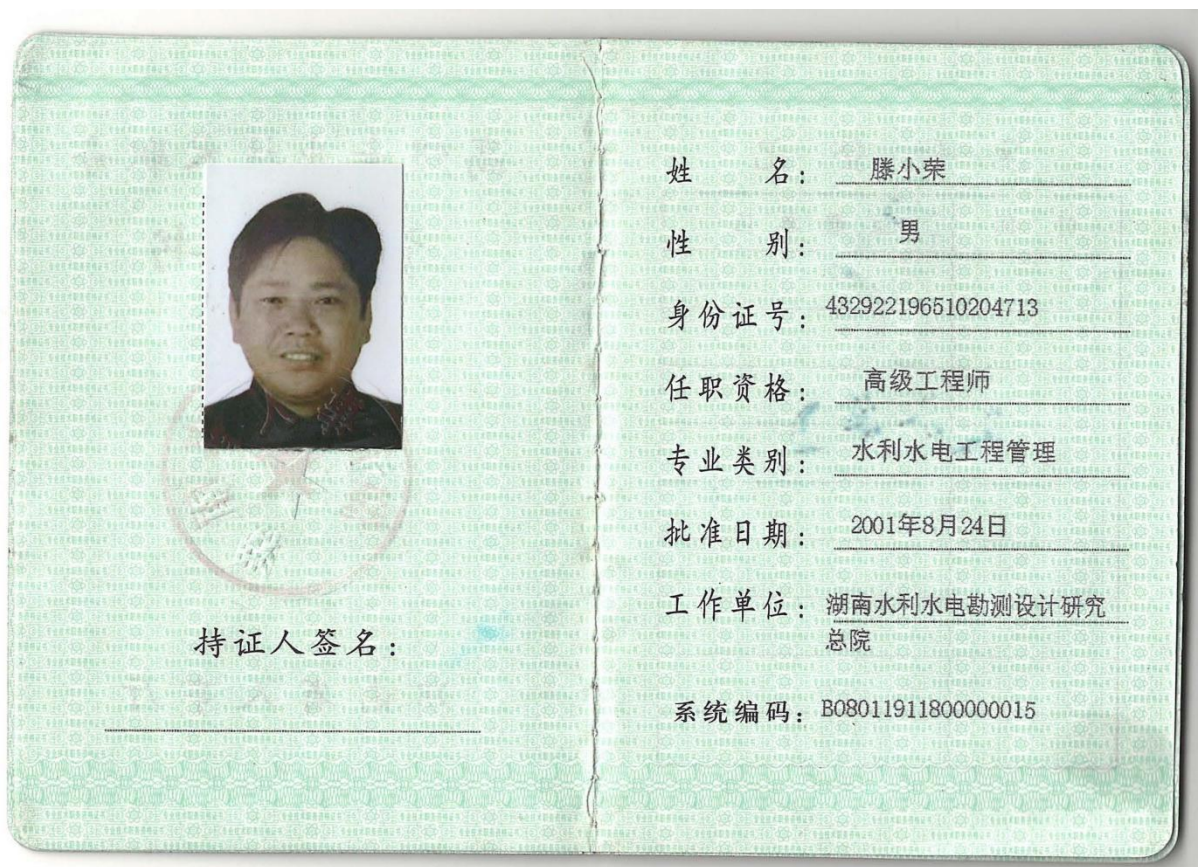 持证人签名：
姓名：滕小荣
性别：男
身份证号：432922196510204713
任职资格：高级工程师
专业类别：水利水电工程管理
批准日期：2001年8月24日
工作单位：湖南水利水电勘测设计研究
总院
系统编码：B08011911800000015